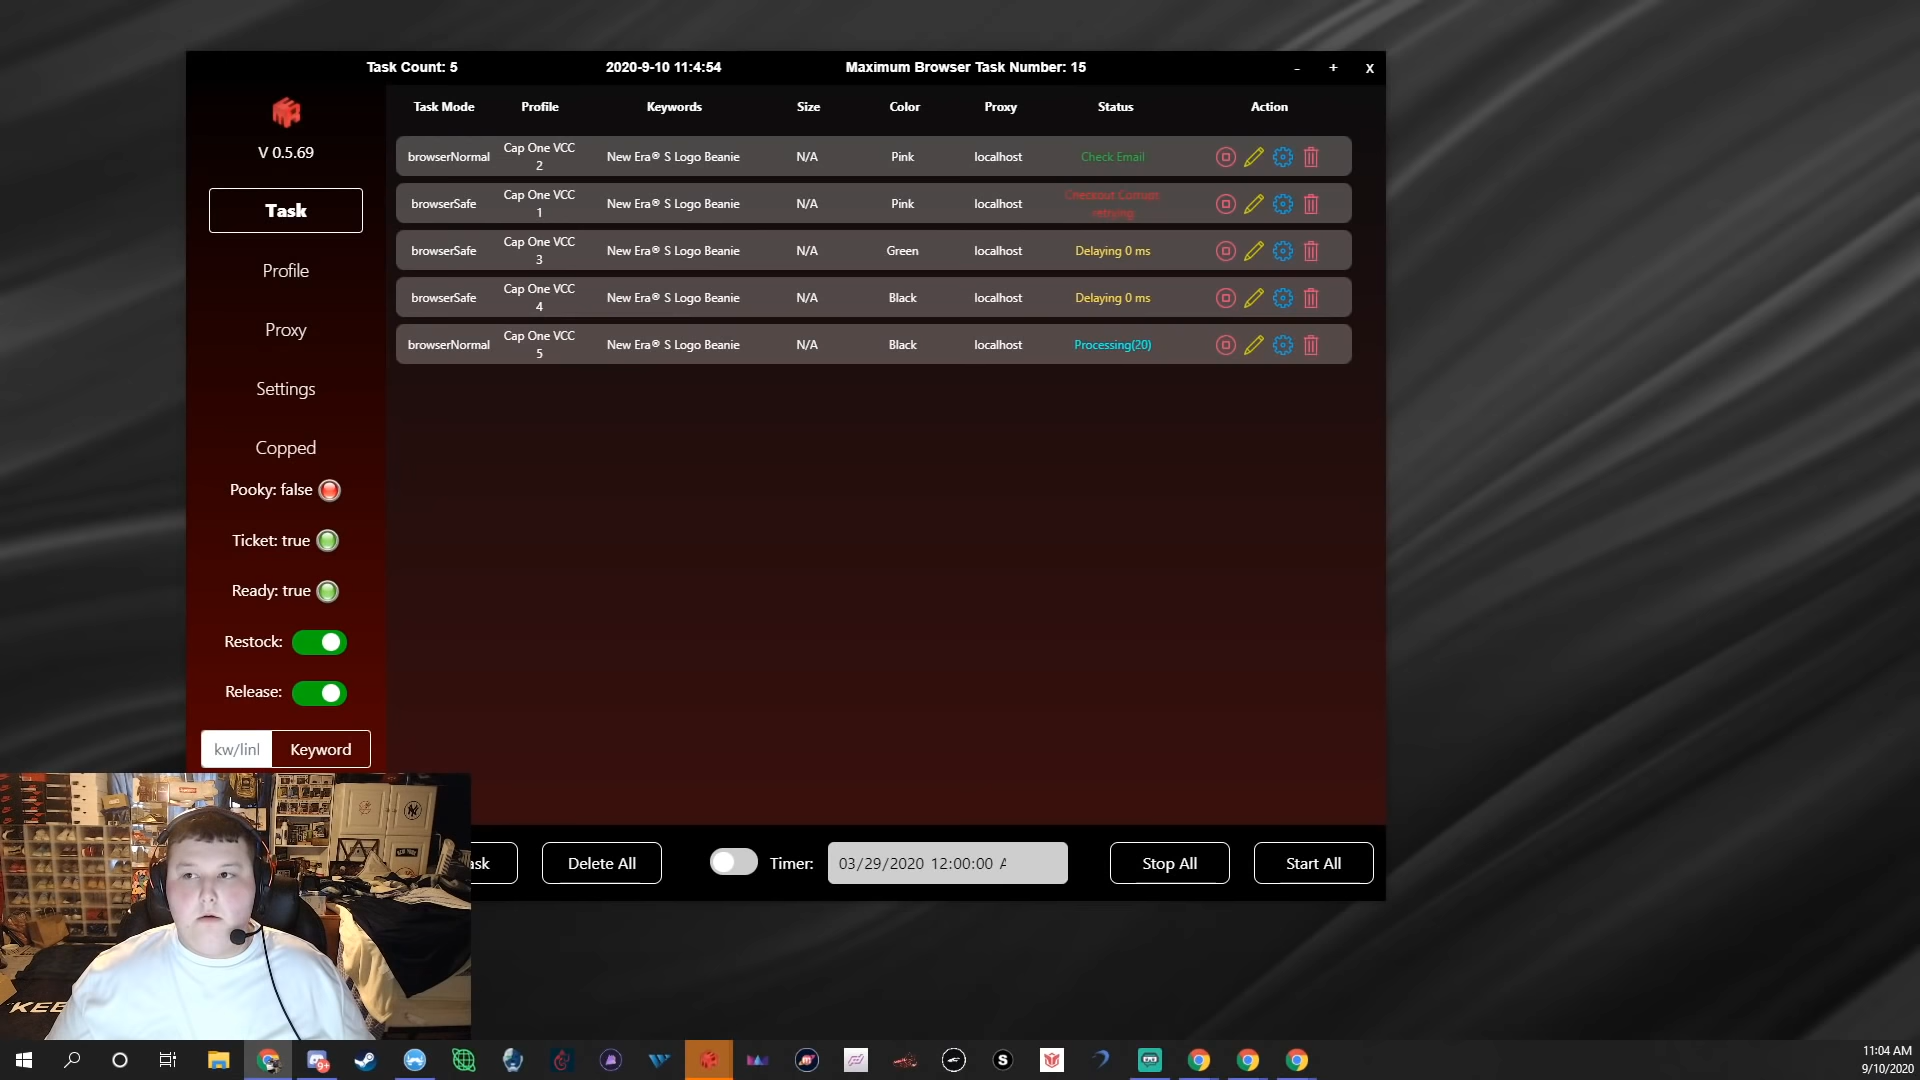 Task Count: 5
2020-9-10 11:4:54
Maximum Browser Task Number: 15
- + X
Task Mode Profile Keywords Size Color Proxy Status Action
V 0.5.69
Task
Profile
Proxy
Settings
Copped
Pooky: false
Ticket: true
Ready: true
Restock:
Release:
kw/linl Keyword
browserNormal Cap One VCC 2 New Era® S Logo Beanie N/A Pink localhost Check Email
browserSafe Cap One VCC 1 New Era® S Logo Beanie N/A Pink localhost Checkout Corrupt retrying
browserSafe Cap One VCC 3 New Era® S Logo Beanie N/A Green localhost Delaying 0 ms
browserSafe Cap One VCC 4 New Era® S Logo Beanie N/A Black localhost Delaying 0 ms
browserNormal Cap One VCC 5 New Era® S Logo Beanie N/A Black localhost Processing(20)
ask
Delete All
Timer:
03/29/2020 12:00:00 A
Stop All
Start All
"KEE
9+
S
11:04 AM
9/10/2020